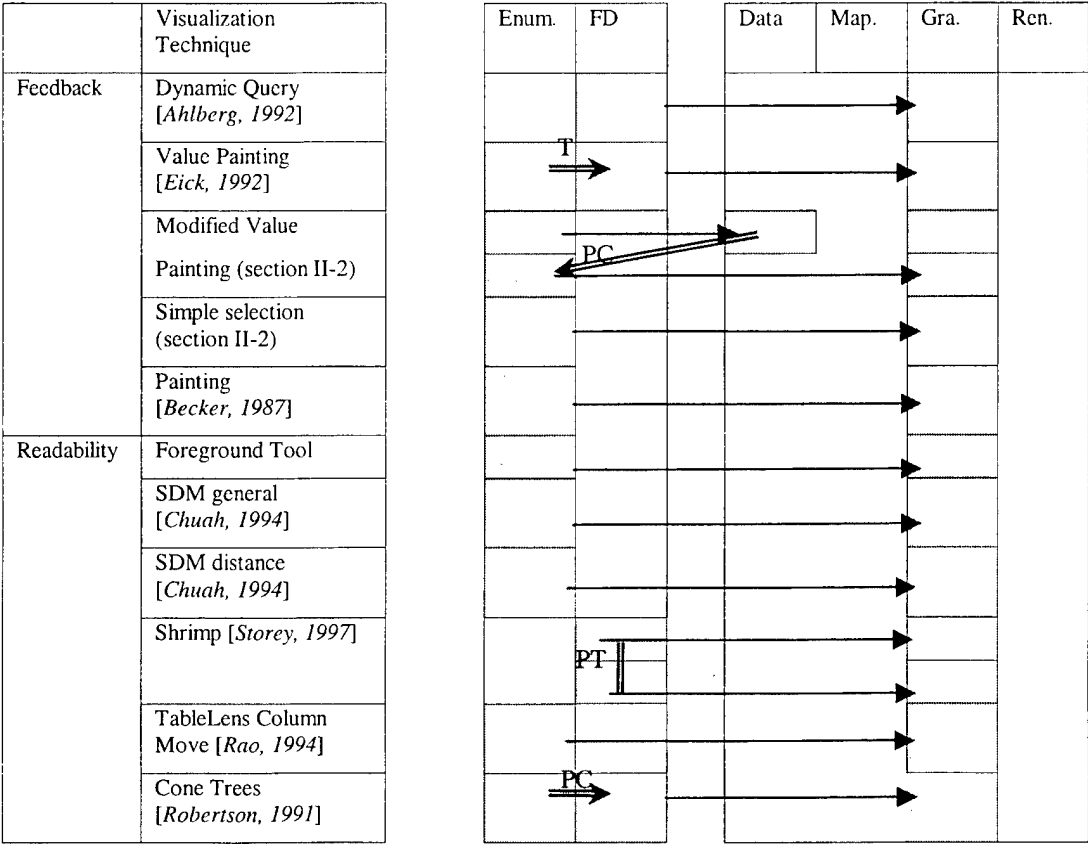 Visualization Technique
Enum. FD Data Map. Gra. Ren.
Feedback
Dynamic Query
[Ahlberg, 1992]
Value Painting
[Eick, 1992]
T
Modified Value
Painting (section II-2)
PC
Simple selection
(section II-2)
Painting
[Becker, 1987]
Readability
Foreground Tool
SDM general
[Chuah, 1994]
SDM distance
[Chuah, 1994]
Shrimp [Storey, 1997]
PT
TableLens Column
Move [Rao, 1994]
Cone Trees
[Robertson, 1991]
PC